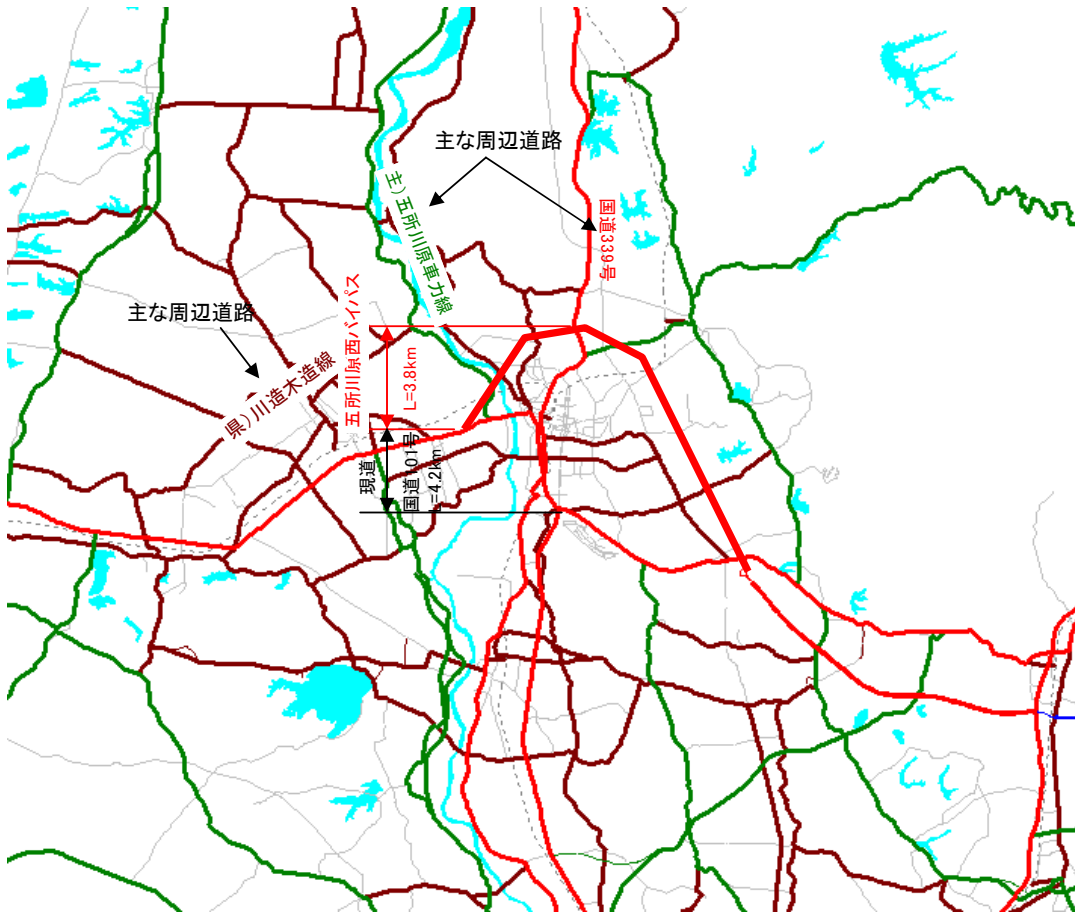 主な周辺道路
主)五所川原車力線
国道339号
主な周辺道路
県)川造木造線
五所川原西バイパス
L=3.8km
現道
国道101号
L=4.2km